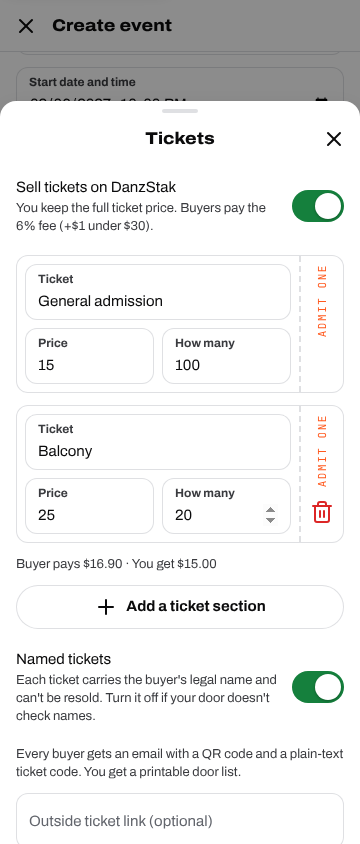 Create event
Start date and time
Tickets
Sell tickets on DanzStak
You keep the full ticket price. Buyers pay the
6% fee (+$1 under $30).
Ticket
General admission
Price
15
How many
100
ADMIT ONE
Ticket
Balcony
Price
25
How many
20
ADMIT ONE
Buyer pays $16.90 · You get $15.00
Add a ticket section
Named tickets
Each ticket carries the buyer's legal name and
can't be resold. Turn it off if your door doesn't
check names.
Every buyer gets an email with a QR code and a plain-text
ticket code. You get a printable door list.
Outside ticket link (optional)